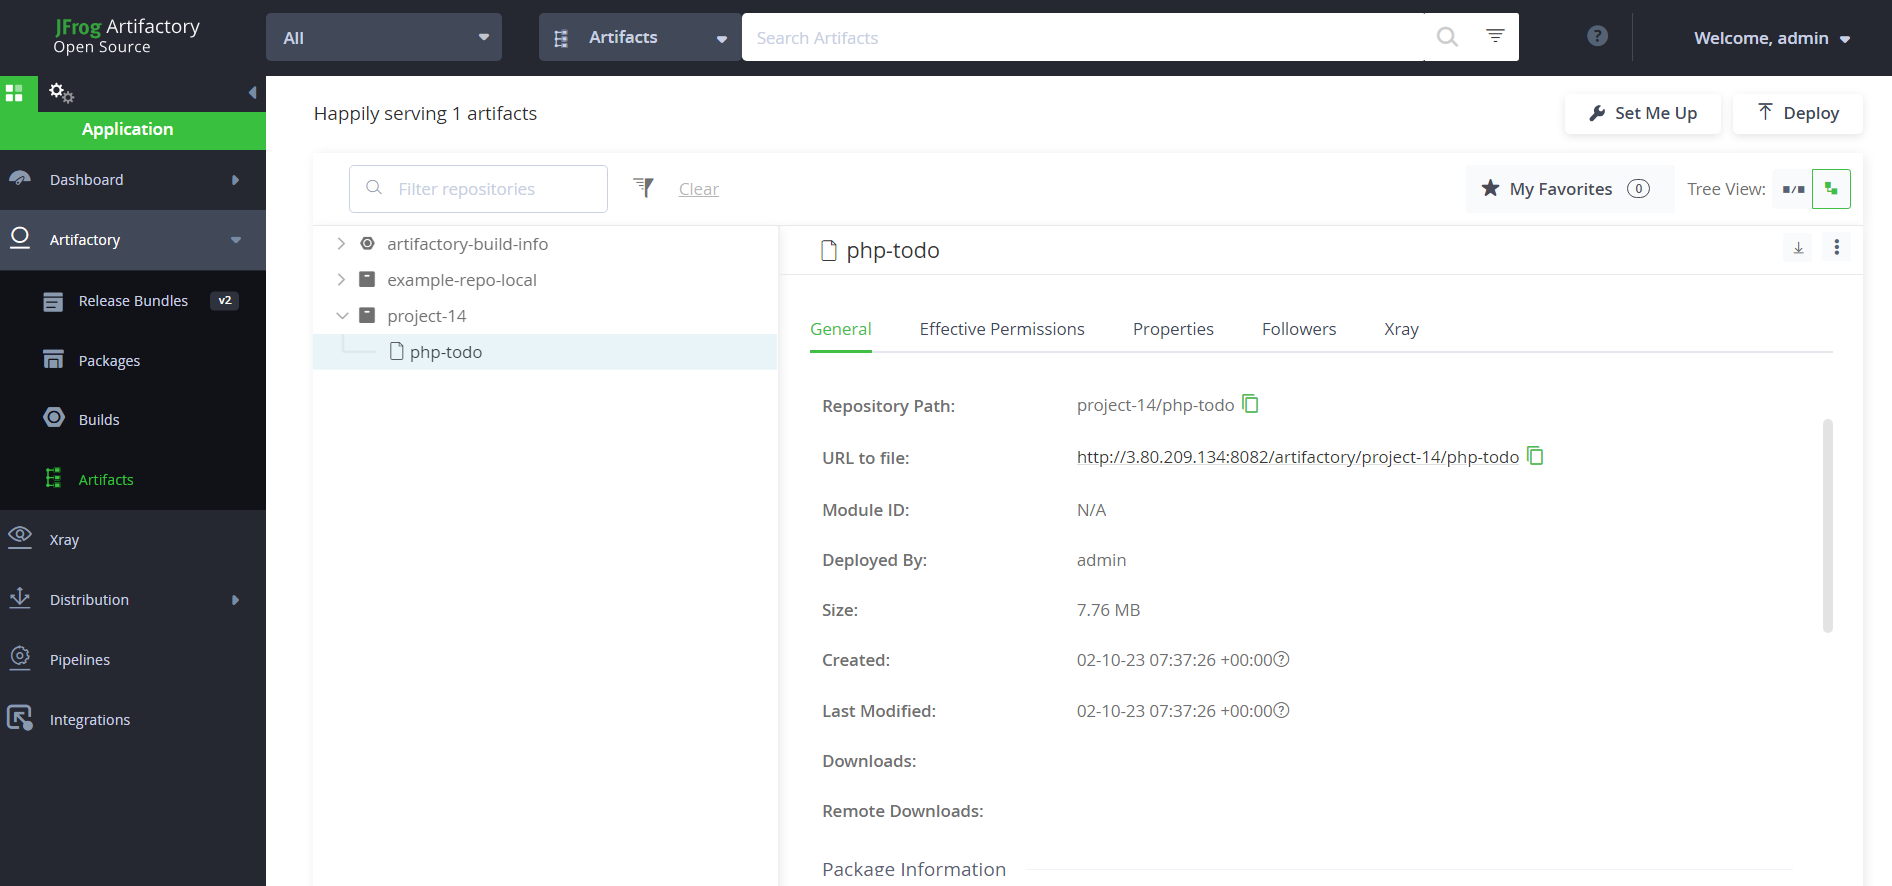 JFrog Artifactory
Open Source
All
Artifacts
Search Artifacts
?
Welcome, admin
Application
Dashboard
Artifactory
Release Bundles v2
Packages
Builds
Artifacts
Xray
Distribution
Pipelines
Integrations
Happily serving 1 artifacts
Set Me Up
Deploy
Filter repositories
Clear
My Favorites 0
Tree View:
artifactory-build-info
example-repo-local
project-14
php-todo
php-todo
General Effective Permissions Properties Followers Xray
Repository Path: project-14/php-todo
URL to file: http://3.80.209.134:8082/artifactory/project-14/php-todo
Module ID: N/A
Deployed By: admin
Size: 7.76 MB
Created: 02-10-23 07:37:26 +00:00?
Last Modified: 02-10-23 07:37:26 +00:00?
Downloads:
Remote Downloads:
Package Information